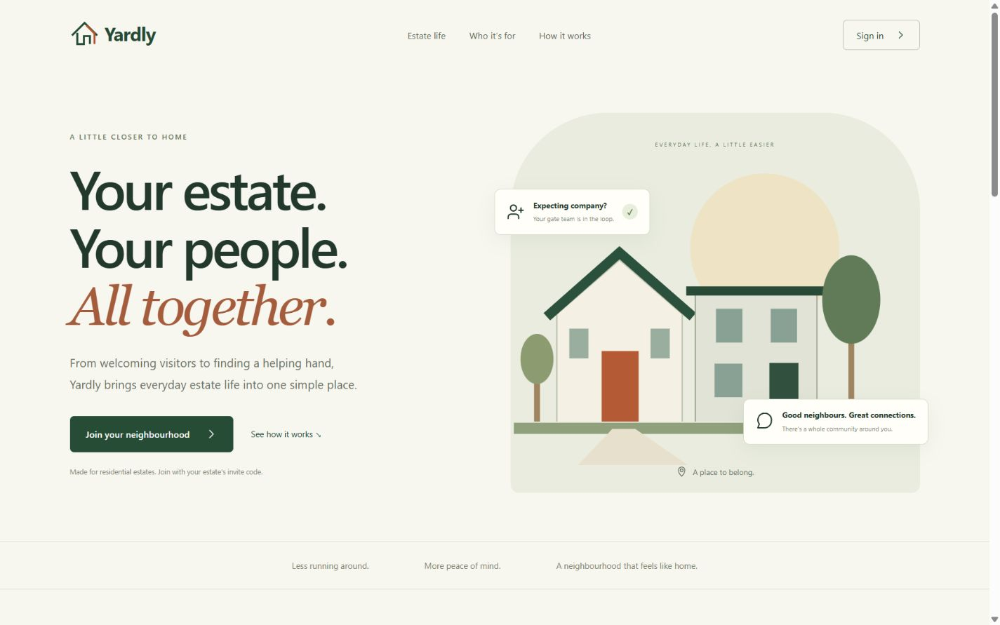 Yardly
Estate life
Who it's for
How it works
Sign in
A LITTLE CLOSER TO HOME
Your estate.
Your people.
All together.
From welcoming visitors to finding a helping hand,
Yardly brings everyday estate life into one simple place.
Join your neighbourhood
See how it works ↘
Made for residential estates. Join with your estate's invite code.
EVERYDAY LIFE, A LITTLE EASIER
Expecting company?
Your gate team is in the loop.
Good neighbours. Great connections.
There's a whole community around you.
A place to belong.
Less running around.
More peace of mind.
A neighbourhood that feels like home.